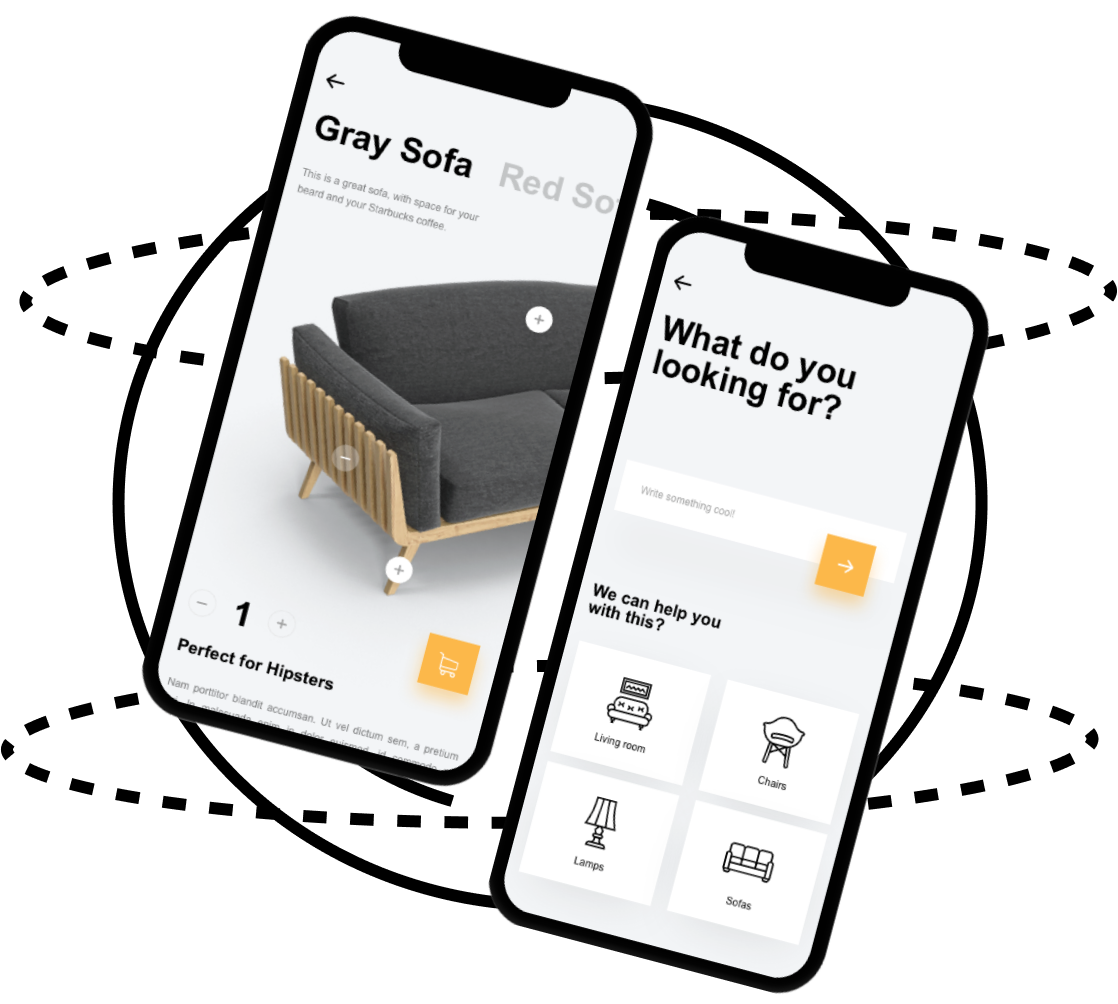 Gray Sofa
Red So
This is a great sofa, with space for your
beard and your Starbucks coffee.
1
Perfect for Hipsters
Nam porttitor blandit accumsan. Ut vel dictum sem, a pretium
What do you
looking for?
Write something cool!
We can help you
with this?
Living room
Chairs
Lamps
Sofas